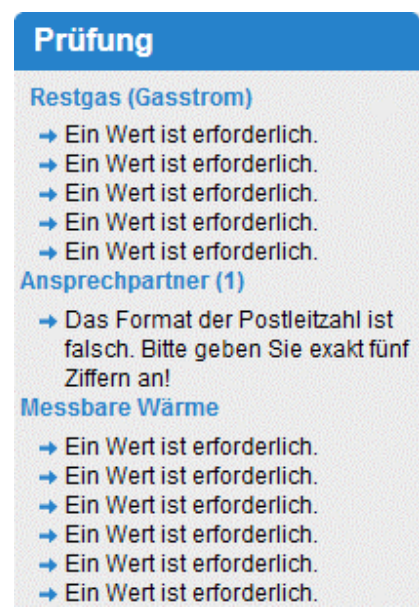 Prüfung
Restgas (Gasstrom)
Ein Wert ist erforderlich.
Ein Wert ist erforderlich.
Ein Wert ist erforderlich.
Ein Wert ist erforderlich.
Ein Wert ist erforderlich.
Ansprechpartner (1)
Das Format der Postleitzahl ist
falsch. Bitte geben Sie exakt fünf
Ziffern an!
Messbare Wärme
Ein Wert ist erforderlich.
Ein Wert ist erforderlich.
Ein Wert ist erforderlich.
Ein Wert ist erforderlich.
Ein Wert ist erforderlich.
Ein Wert ist erforderlich.